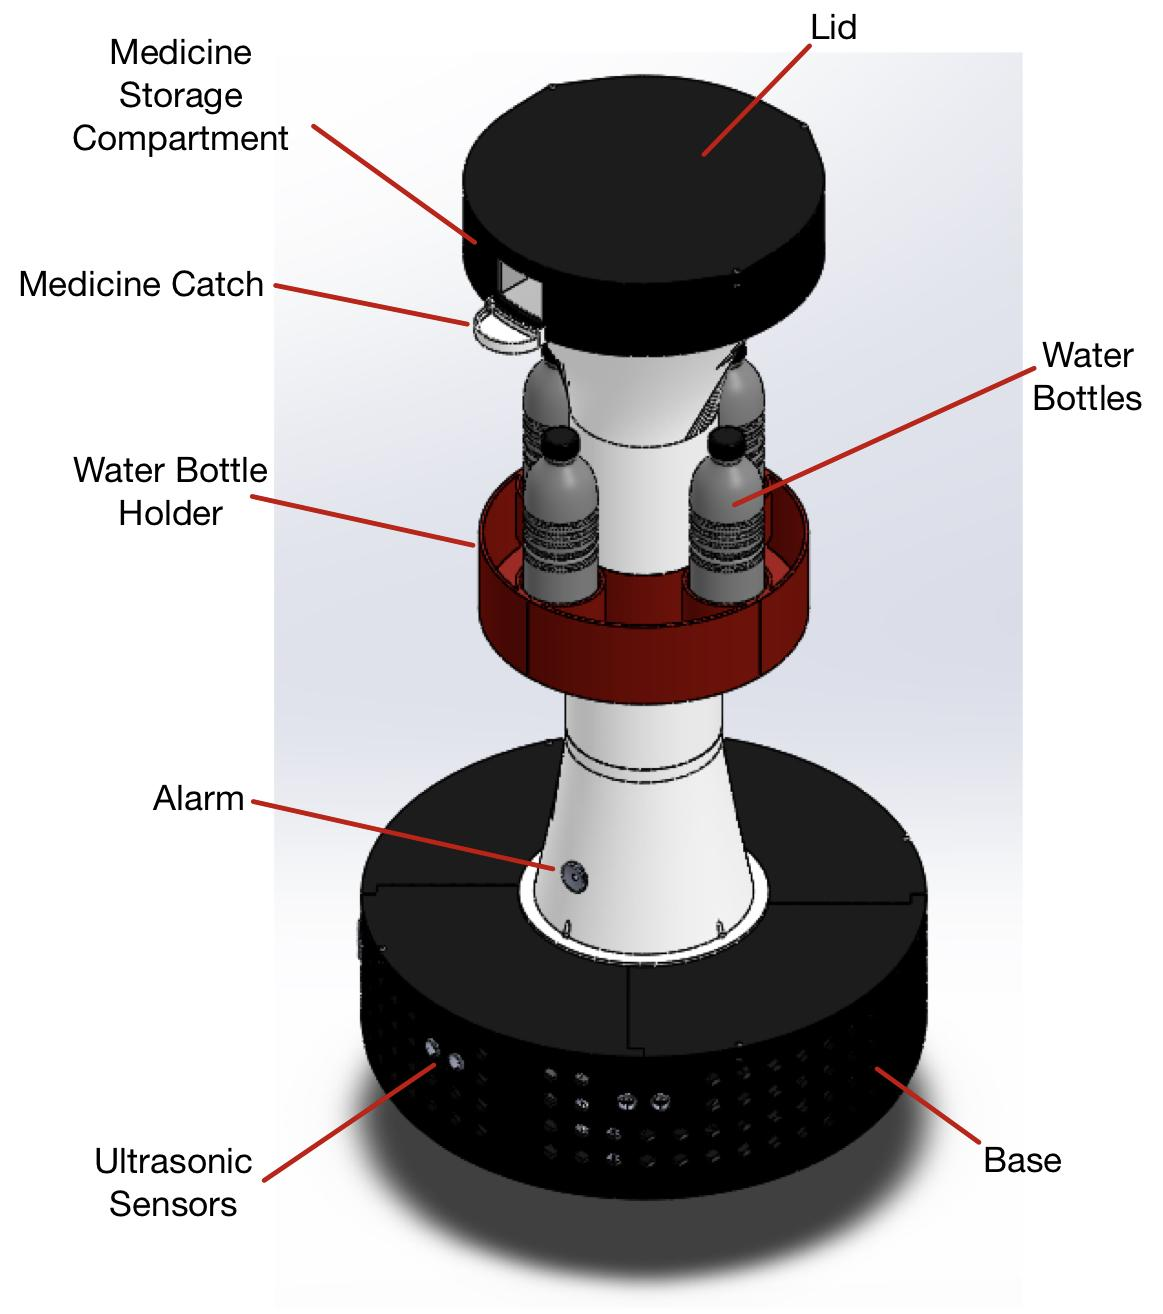 Lid
Medicine
Storage
Compartment
Medicine Catch
Water
Bottles
Water Bottle
Holder
Alarm
Ultrasonic
Sensors
Base